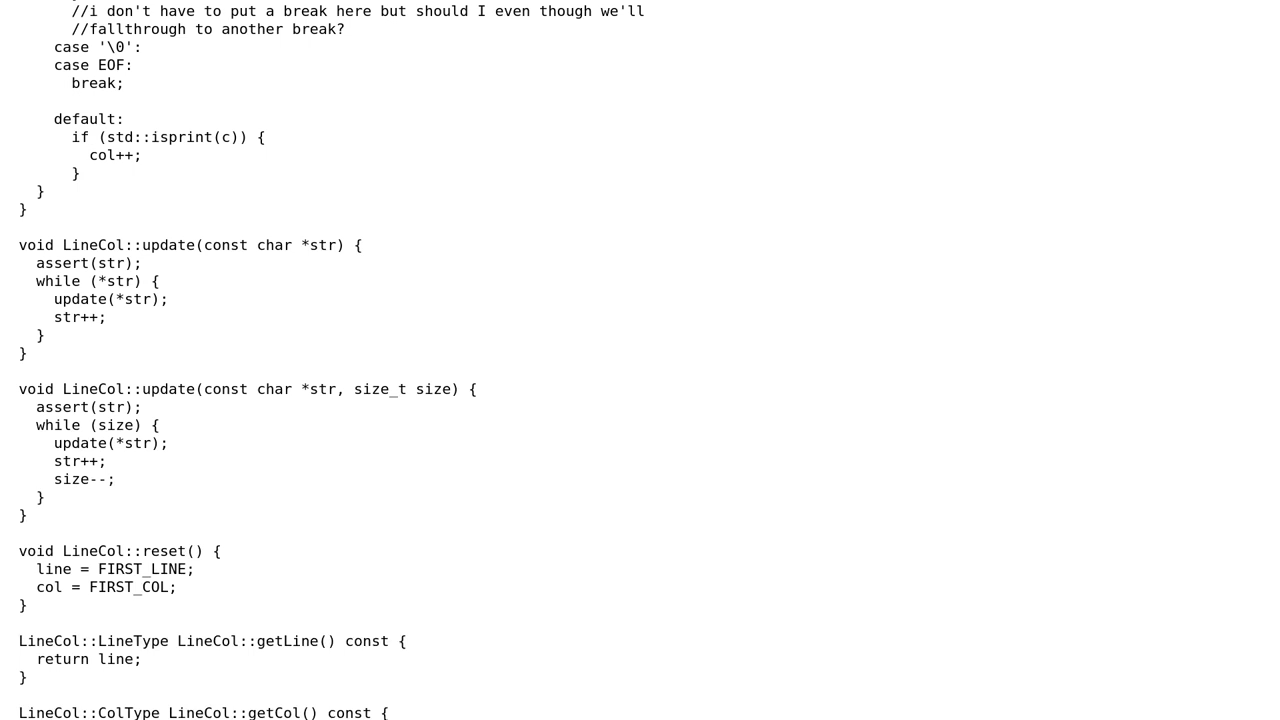 //i don't have to put a break here but should I even though we'll
//fallthrough to another break?
case '\0':
case EOF:
break;
default:
if (std::isprint(c)) {
col++;
}
}
}
void LineCol::update(const char *str) {
assert(str);
while (*str) {
update(*str);
str++;
}
}
void LineCol::update(const char *str, size_t size) {
assert(str);
while (size) {
update(*str);
str++;
size--;
}
}
void LineCol::reset() {
line = FIRST_LINE;
col = FIRST_COL;
}
LineCol::LineType LineCol::getLine() const {
return line;
}
LineCol::ColType LineCol::getCol() const {